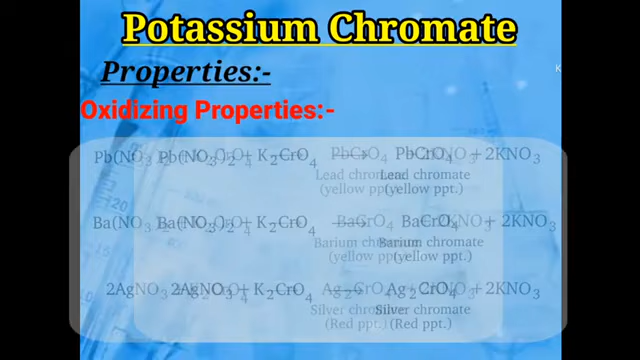 Potassium Chromate
Properties:-
K
Oxidizing Properties:-
Pb(NO₃)₂ + K₂CrO₄ → PbCrO₄ + 2KNO₃
Lead chromate
(yellow ppt.)
Ba(NO₃)₂ + K₂CrO₄ → BaCrO₄ + 2KNO₃
Barium chromate
(yellow ppt.)
2AgNO₃ + K₂CrO₄ → Ag₂CrO₄ + 2KNO₃
Silver chromate
(Red ppt.)